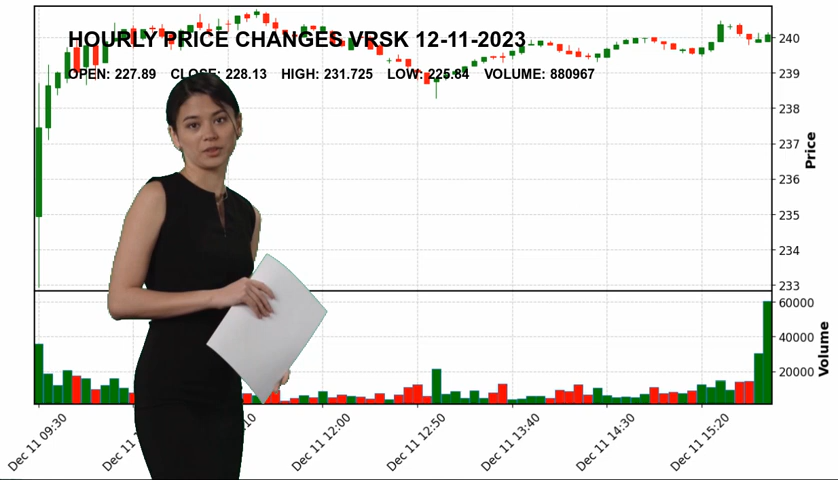 HOURLY PRICE CHANGES VRSK 12-11-2023
OPEN: 227.89 CLOSE: 228.13 HIGH: 231.725 LOW: 225.84 VOLUME: 880967
240
239
238
237
236
235
234
233
Price
60000
40000
20000
Volume
Dec 11 09:30
Dec 11 12:00
Dec 11 12:50
Dec 11 13:40
Dec 11 14:30
Dec 11 15:20